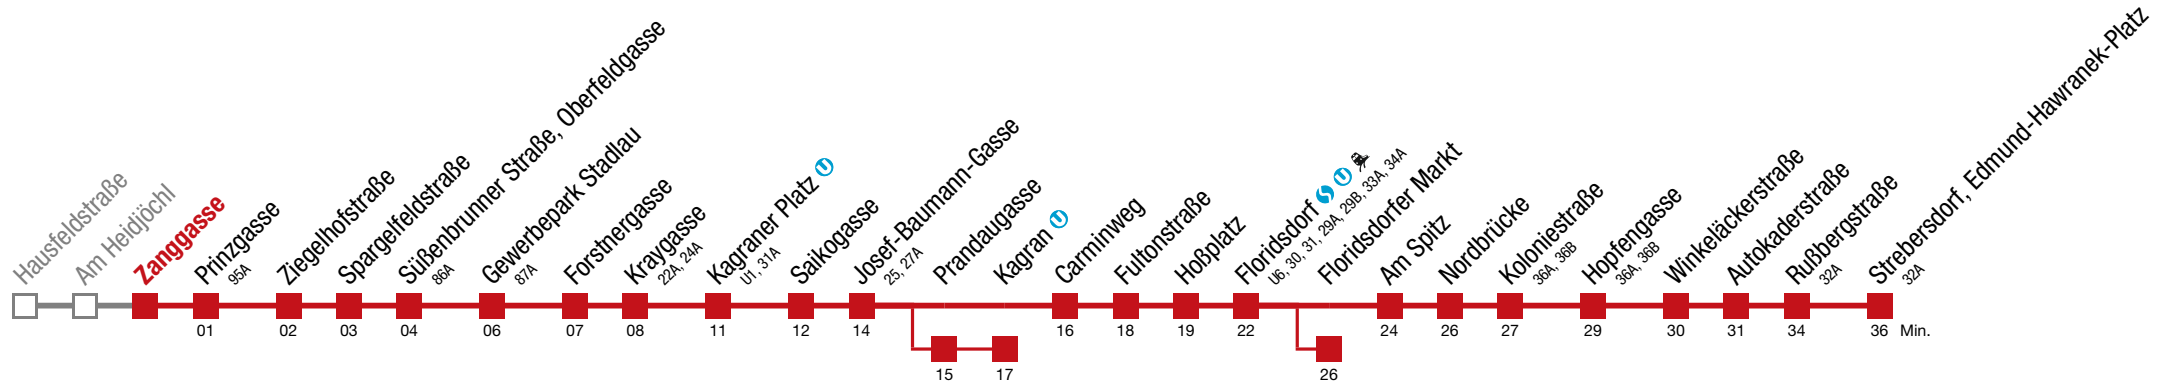 Hausfeldstraße
Am Heidjöchl
Zanggasse
Prinzgasse
95A
Ziegelhofstraße
Spargelfeldstraße
Süßenbrunner Straße, Oberfeldgasse
86A
Gewerbepark Stadlau
87A
Forstnergasse
Kraygasse
22A, 24A
Kagraner Platz U
U1, 31A
Saikogasse
Josef-Baumann-Gasse
25, 27A
Prandaugasse
Kagran U
Carminweg
Fultonstraße
Hoßplatz
Floridsdorf S U
U6, 30, 31, 29A, 29B, 33A, 34A
Floridsdorfer Markt
Am Spitz
Nordbrücke
Koloniestraße
36A, 36B
Hopfengasse
36A, 36B
Winkeläckerstraße
Autokaderstraße
Rußbergstraße
32A
Strebersdorf, Edmund-Hawranek-Platz
32A
01 02 03 04 06 07 08 11 12 14 16 18 19 22 24 26 27 29 30 31 34 36 Min.
15 17 26